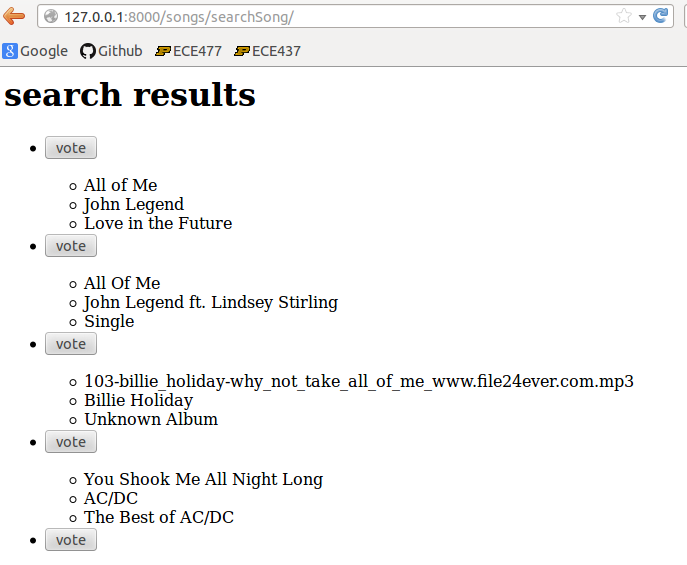 127.0.0.1:8000/songs/searchSong/
Google Github ECE477 ECE437
search results
vote
All of Me
John Legend
Love in the Future
vote
All Of Me
John Legend ft. Lindsey Stirling
Single
vote
103-billie_holiday-why_not_take_all_of_me_www.file24ever.com.mp3
Billie Holiday
Unknown Album
vote
You Shook Me All Night Long
AC/DC
The Best of AC/DC
vote